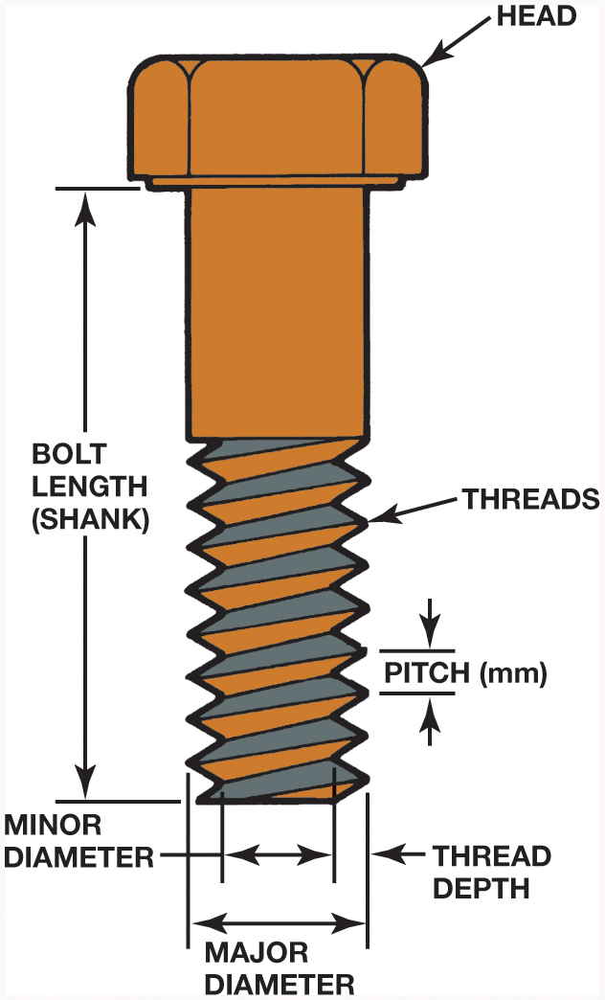 HEAD
BOLT
LENGTH
(SHANK)
THREADS
PITCH (mm)
MINOR
DIAMETER
THREAD
DEPTH
MAJOR
DIAMETER